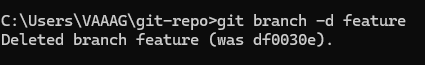 C:\Users\VAAAG\git-repo>git branch -d feature
Deleted branch feature (was df0030e).